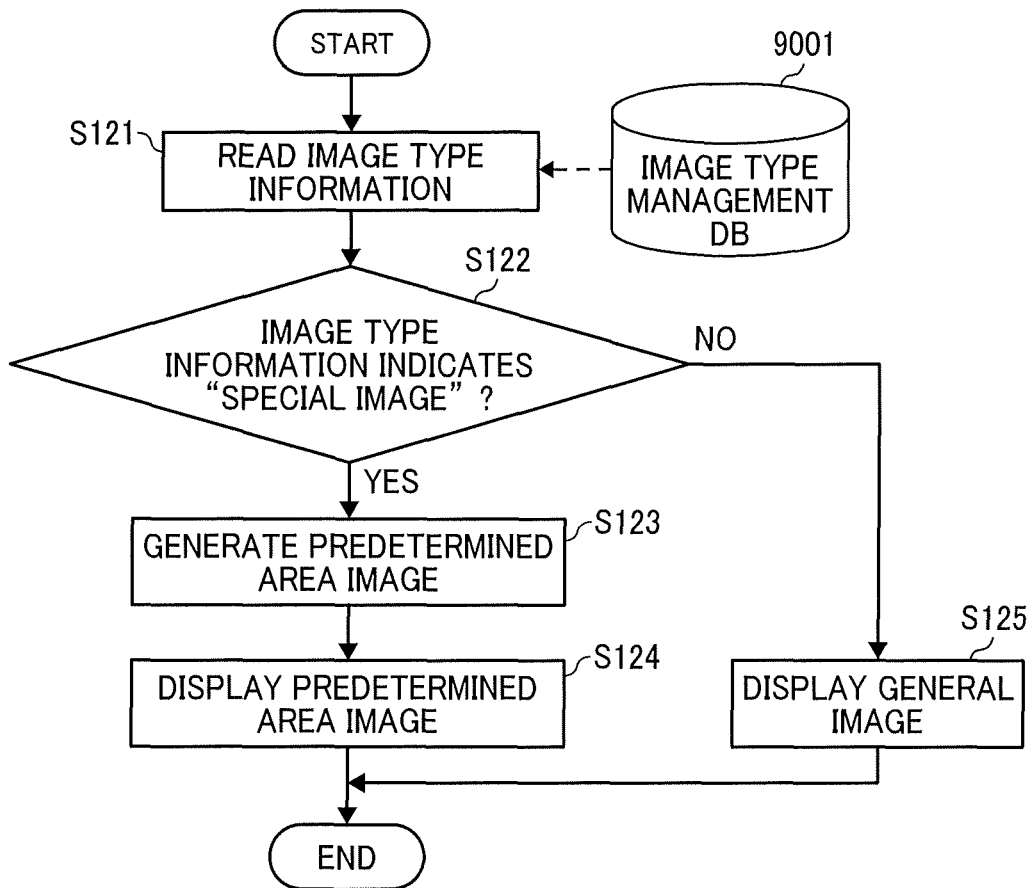 START
9001
S121
READ IMAGE TYPE
INFORMATION
IMAGE TYPE
MANAGEMENT
DB
S122
IMAGE TYPE
INFORMATION INDICATES
“SPECIAL IMAGE” ?
NO
YES
S123
GENERATE PREDETERMINED
AREA IMAGE
S124
DISPLAY PREDETERMINED
AREA IMAGE
S125
DISPLAY GENERAL
IMAGE
END